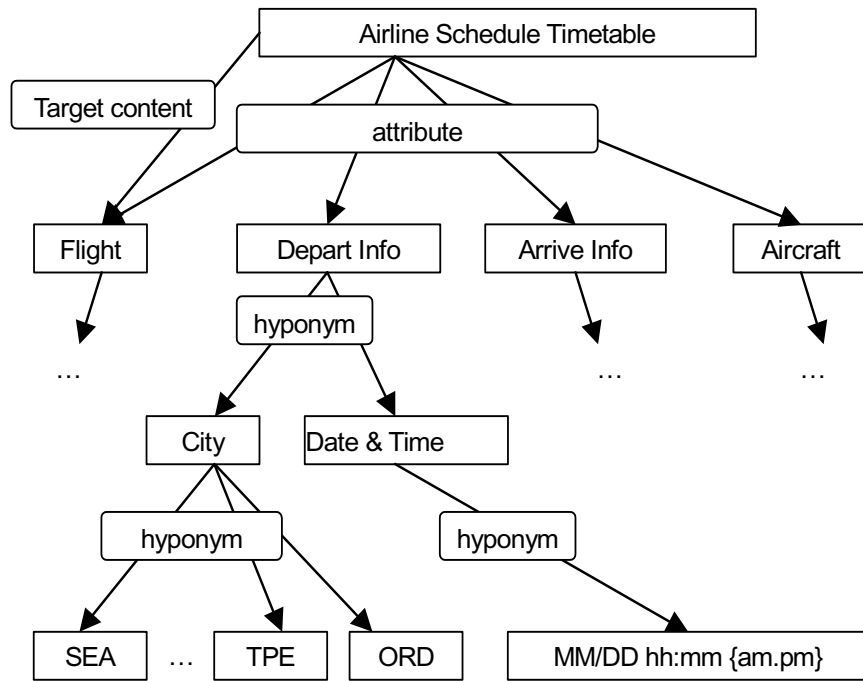 Airline Schedule Timetable
Target content
attribute
Flight
Depart Info
Arrive Info
Aircraft
hyponym
…
…
…
City
Date & Time
hyponym
hyponym
SEA
…
TPE
ORD
MM/DD hh:mm {am.pm}